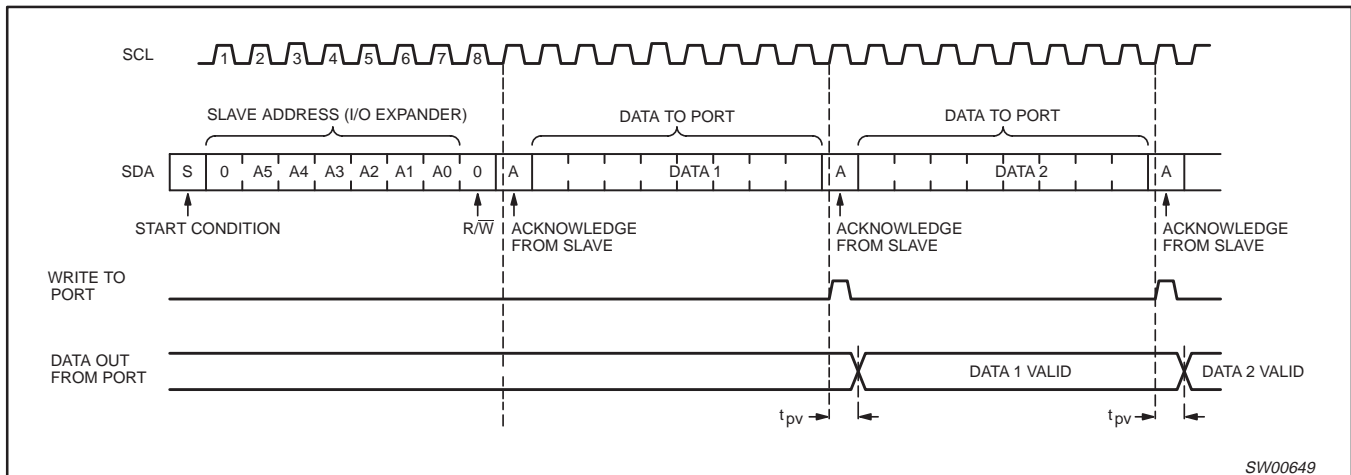 SCL
1 2 3 4 5 6 7 8
SLAVE ADDRESS (I/O EXPANDER) DATA TO PORT DATA TO PORT
SDA S 0 A5 A4 A3 A2 A1 A0 0 A DATA 1 A DATA 2 A
START CONDITION R/W̅ ACKNOWLEDGE FROM SLAVE ACKNOWLEDGE FROM SLAVE ACKNOWLEDGE FROM SLAVE
WRITE TO
PORT
DATA OUT
FROM PORT
DATA 1 VALID DATA 2 VALID
tpv tpv
SW00649